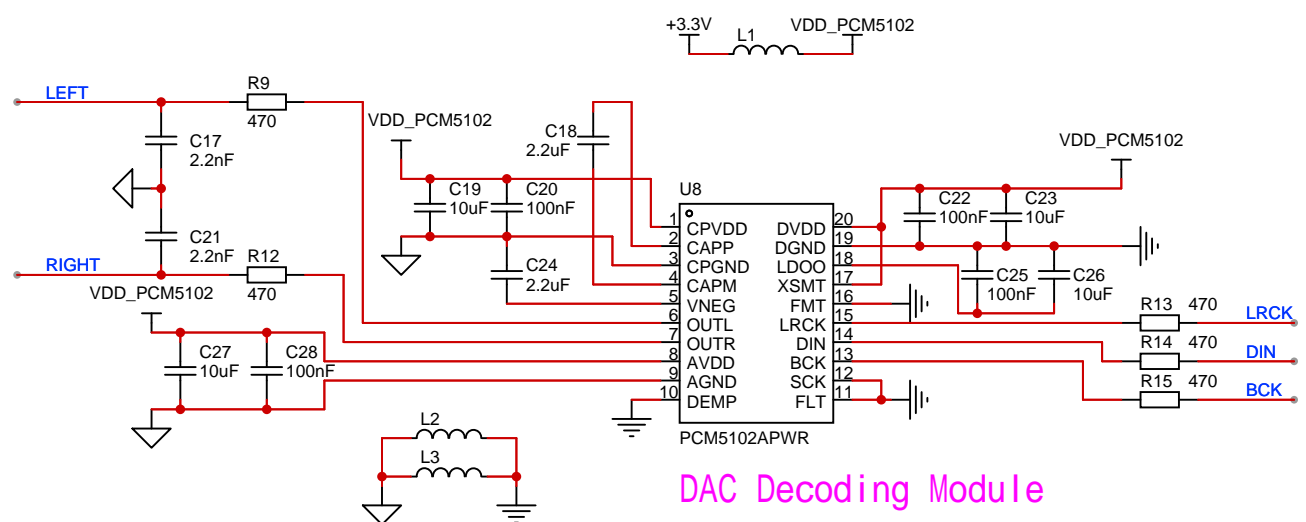 +3.3V
L1
VDD_PCM5102
LEFT
R9
470
C17
2.2nF
VDD_PCM5102
C18
2.2uF
VDD_PCM5102
C19
10uF
C20
100nF
U8
C22
100nF
C23
10uF
C21
2.2nF
RIGHT
R12
470
C24
2.2uF
1 CPVDD DVDD 20
2 CAPP DGND 19
3 CPGND LDOO 18
4 CAPM XSMT 17
5 VNEG FMT 16
6 OUTL LRCK 15
7 OUTR DIN 14
8 AVDD BCK 13
9 AGND SCK 12
10 DEMP FLT 11
PCM5102APWR
C25
100nF
C26
10uF
VDD_PCM5102
C27
10uF
C28
100nF
R13 470 LRCK
R14 470 DIN
R15 470 BCK
L2
L3
DAC Decoding Module